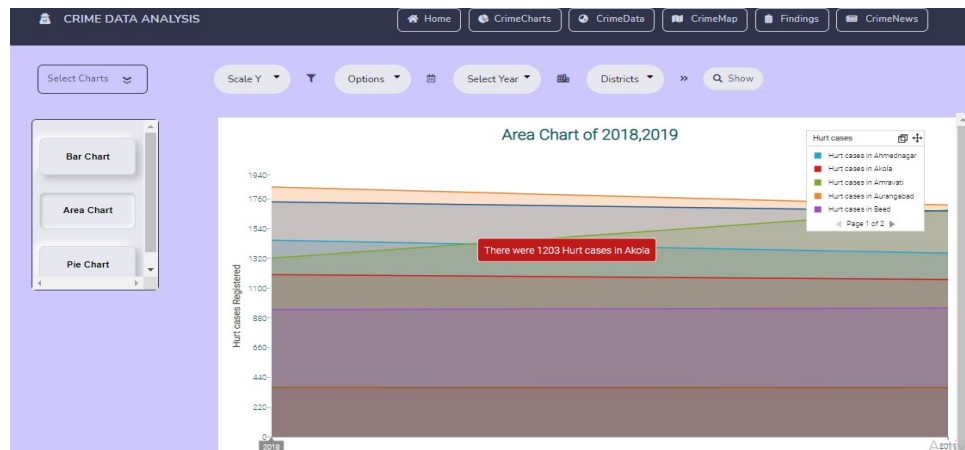 CRIME DATA ANALYSIS
Home
CrimeCharts
CrimeData
CrimeMap
Findings
CrimeNews
Select Charts
Scale Y
Options
Select Year
Districts
Show
Bar Chart
Area Chart
Pie Chart
Area Chart of 2018,2019
Hurt cases
Hurt cases in Ahmednagar
Hurt cases in Akola
Hurt cases in Amravati
Hurt cases in Aurangabad
Hurt cases in Beed
Page 1 of 2
There were 1203 Hurt cases in Akola
Hurt cases Registered
1940
1760
1540
1320
1100
880
660
440
220
0
2018
2019